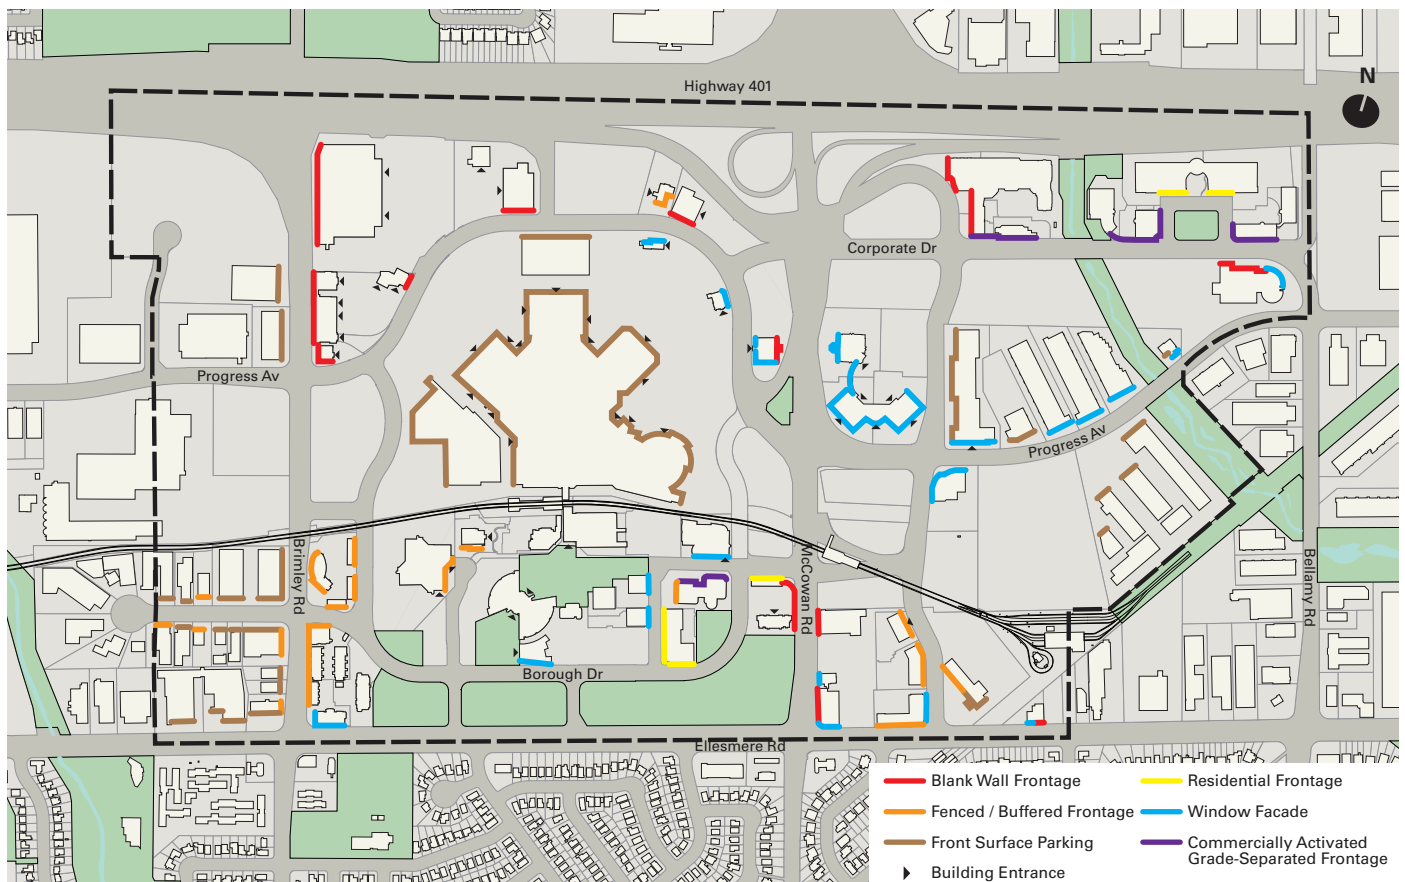 Highway 401
N
Corporate Dr
Progress Av
Progress Av
Brimley Rd
McCowan Rd
Bellamy Rd
Borough Dr
Ellesmere Rd
Blank Wall Frontage
Residential Frontage
Fenced / Buffered Frontage
Window Facade
Front Surface Parking
Commercially Activated
Grade-Separated Frontage
Building Entrance